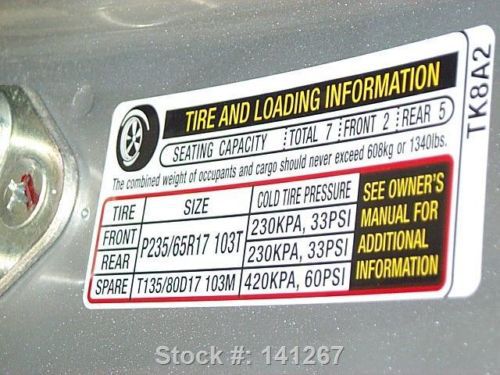 TIRE AND LOADING INFORMATION
SEATING CAPACITY TOTAL 7 FRONT 2 REAR 5
The combined weight of occupants and cargo should never exceed 608kg or 1340lbs.
TIRE SIZE COLD TIRE PRESSURE
FRONT P235/65R17 103T 230KPA, 33PSI
REAR 230KPA, 33PSI
SPARE T135/80D17 103M 420KPA, 60PSI
SEE OWNER'S
MANUAL FOR
ADDITIONAL
INFORMATION
TK8A2
Stock #: 141267